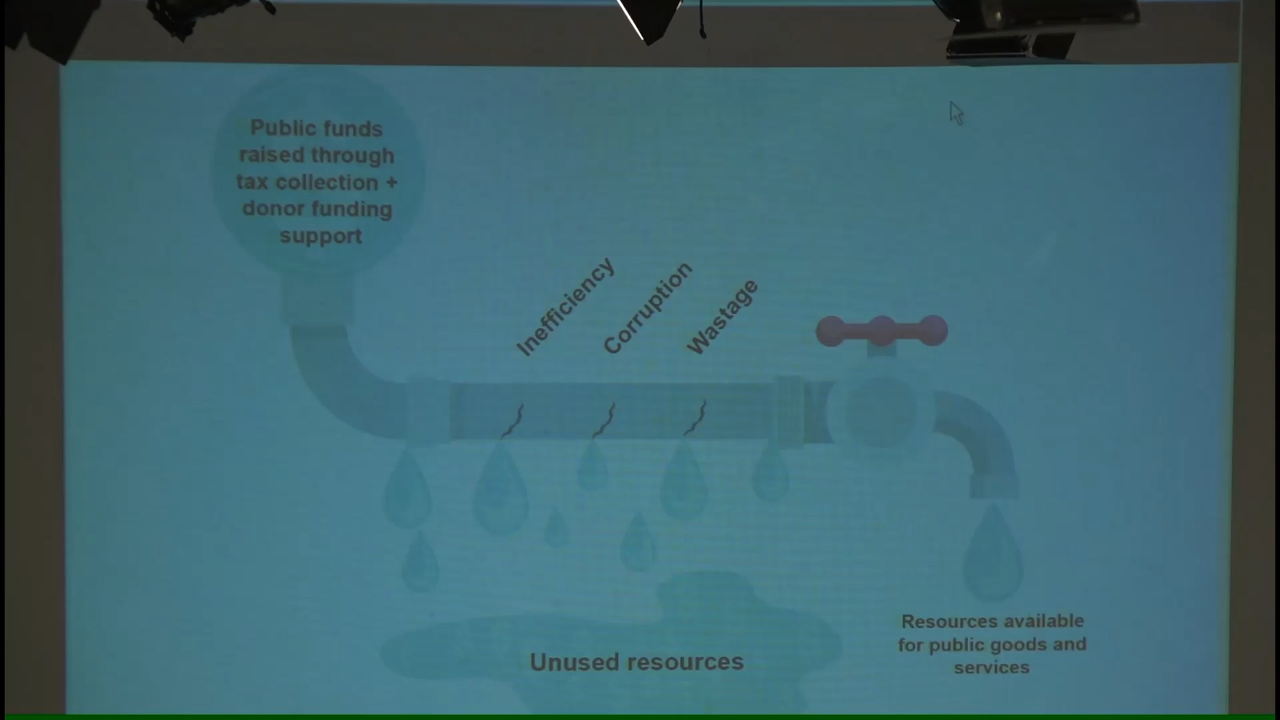 Public funds
raised through
tax collection +
donor funding
support
Inefficiency
Corruption
Wastage
Unused resources
Resources available
for public goods and
services